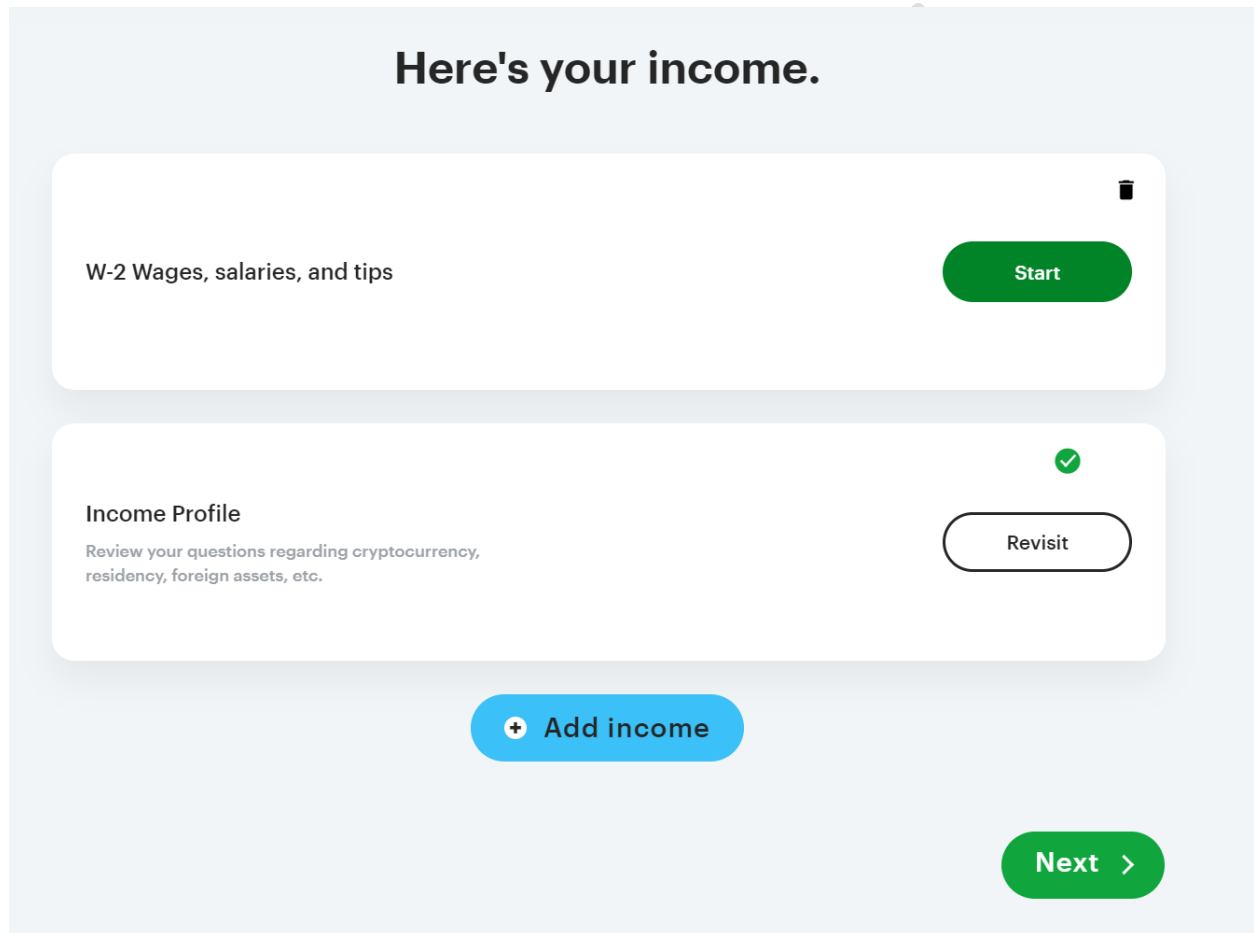 Here's your income.
W-2 Wages, salaries, and tips
Start
Income Profile
Review your questions regarding cryptocurrency,
residency, foreign assets, etc.
Revisit
Add income
Next